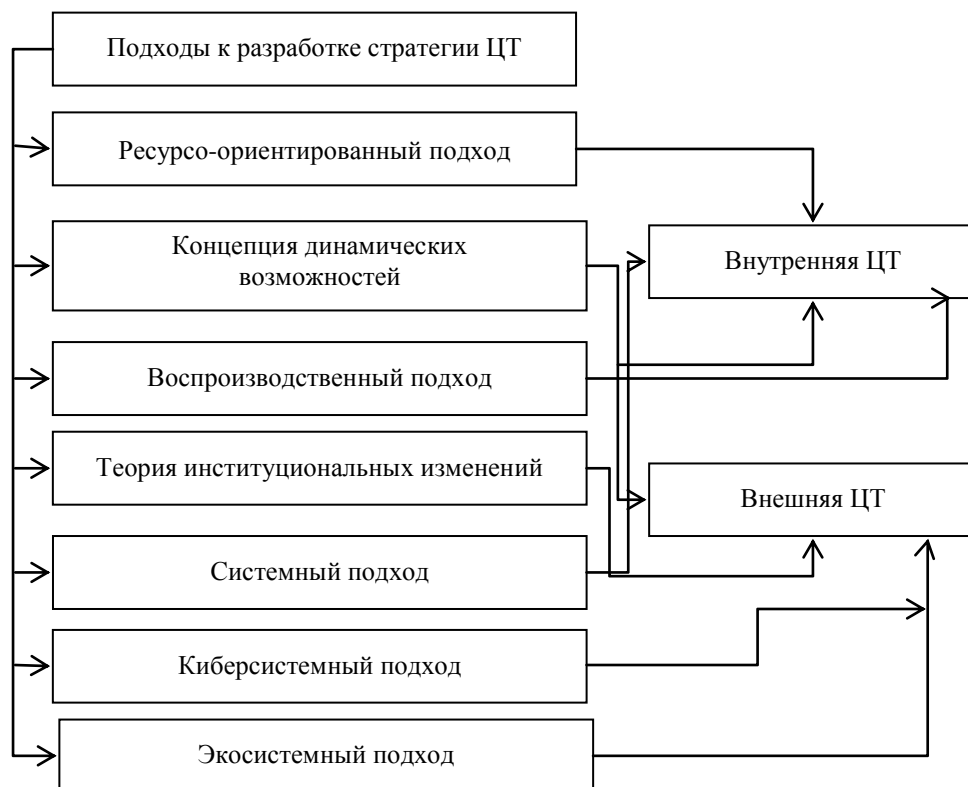 Подходы к разработке стратегии ЦТ
Ресурсо-ориентированный подход
Концепция динамических
возможностей
Внутренняя ЦТ
Воспроизводственный подход
Теория институциональных изменений
Внешняя ЦТ
Системный подход
Киберсистемный подход
Экосистемный подход